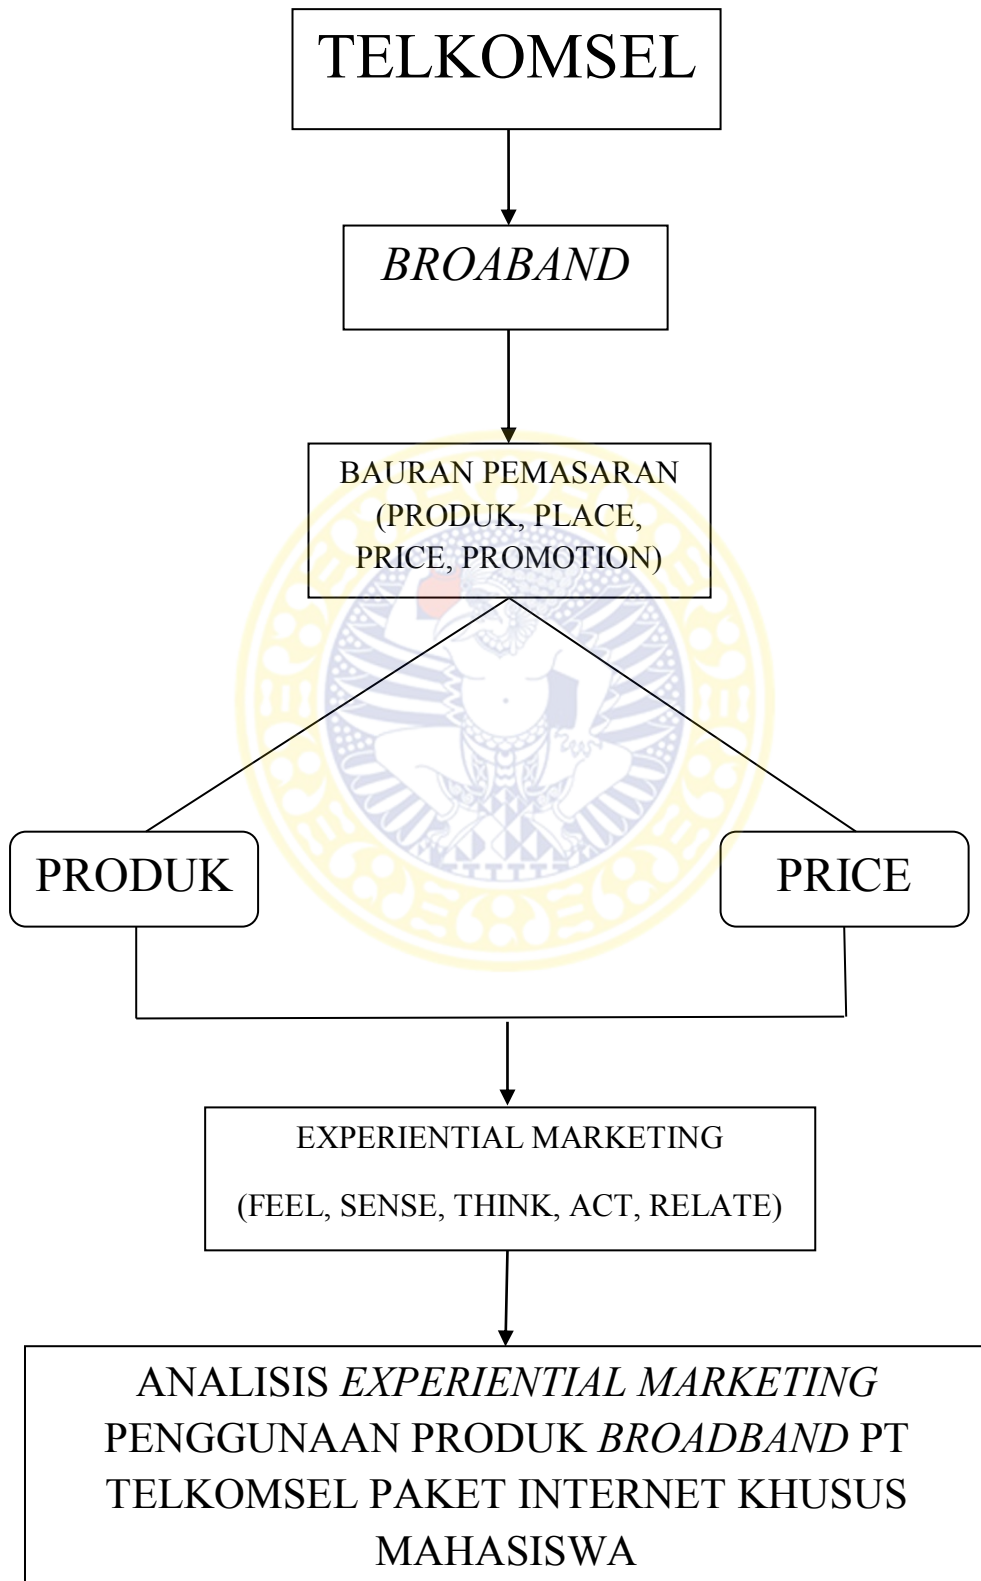 TELKOMSEL
BROABAND
BAURAN PEMASARAN
(PRODUK, PLACE,
PRICE, PROMOTION)
PRODUK
PRICE
EXPERIENTIAL MARKETING
(FEEL, SENSE, THINK, ACT, RELATE)
ANALISIS EXPERIENTIAL MARKETING
PENGGUNAAN PRODUK BROADBAND PT
TELKOMSEL PAKET INTERNET KHUSUS
MAHASISWA